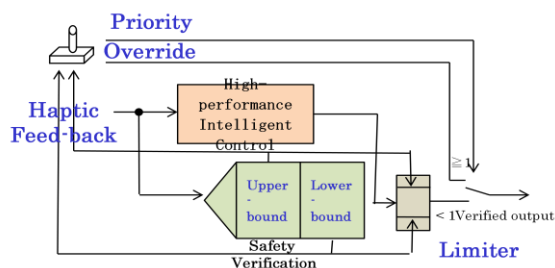 Priority
Override
High-
performance
Intelligent
Control
Haptic
Feed-back
≧1
Upper
-
bound
Lower
-
bound
< 1Verified output
Safety
Verification
Limiter